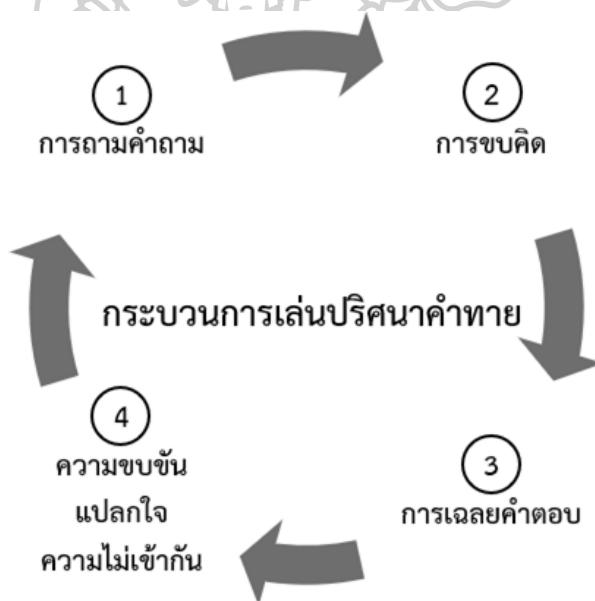 1
การถามคำถาม
2
การขบคิด
กระบวนการเล่นปริศนาคำทาย
3
การเฉลยคำตอบ
4
ความขบขัน
แปลกใจ
ความไม่เข้ากัน